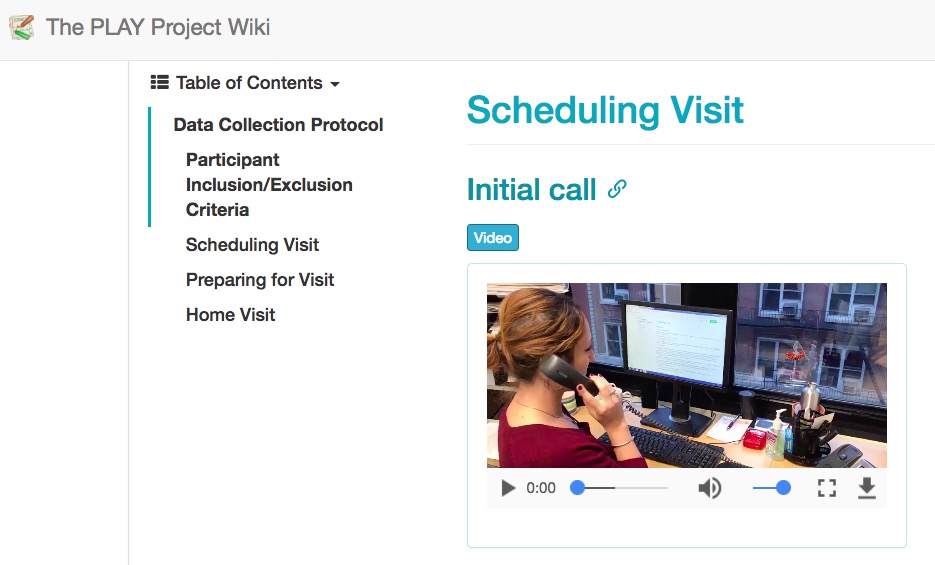 The PLAY Project Wiki
Table of Contents
Data Collection Protocol
Participant
Inclusion/Exclusion
Criteria
Scheduling Visit
Preparing for Visit
Home Visit
Scheduling Visit
Initial call
Video
0:00